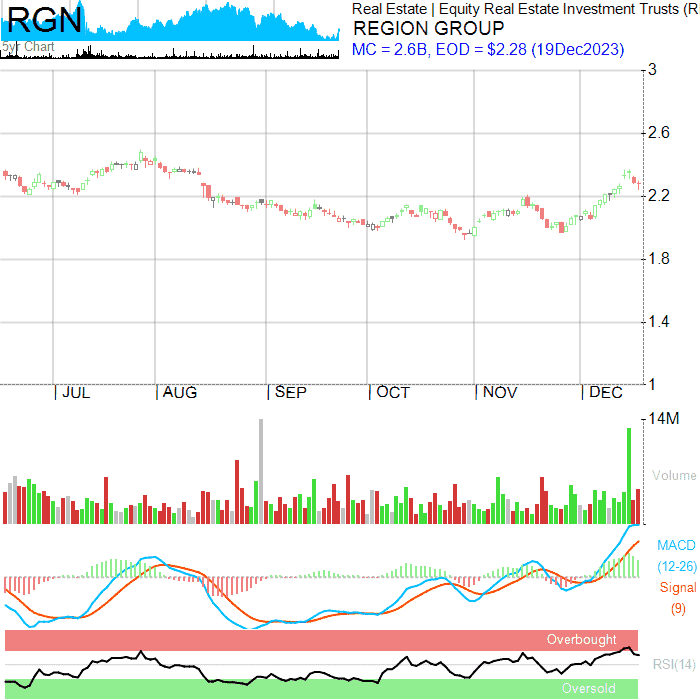 RGN
5yr Chart
Real Estate | Equity Real Estate Investment Trusts (R
REGION GROUP
MC = 2.6B, EOD = $2.28 (19Dec2023)
3
2.6
2.2
1.8
1.4
1
JUL AUG SEP OCT NOV DEC
14M
Volume
MACD
(12-26)
Signal
(9)
Overbought
RSI(14)
Oversold